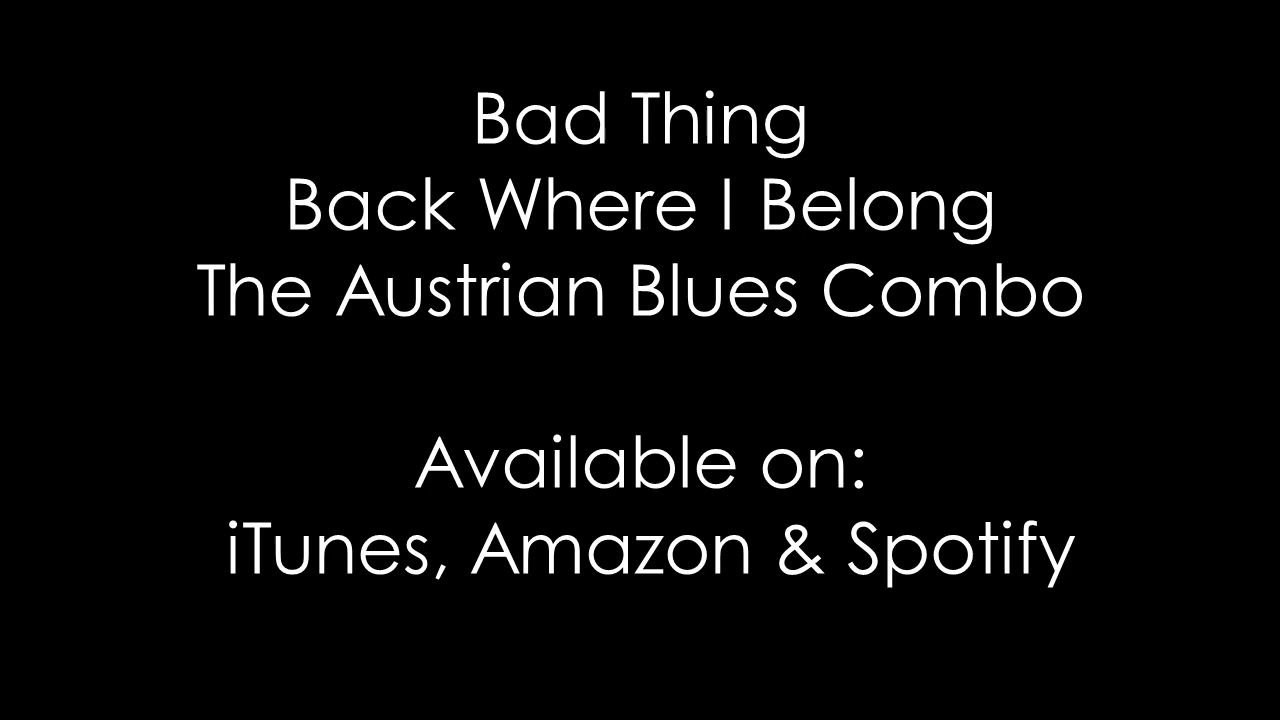 Bad Thing
Back Where I Belong
The Austrian Blues Combo
Available on:
iTunes, Amazon & Spotify